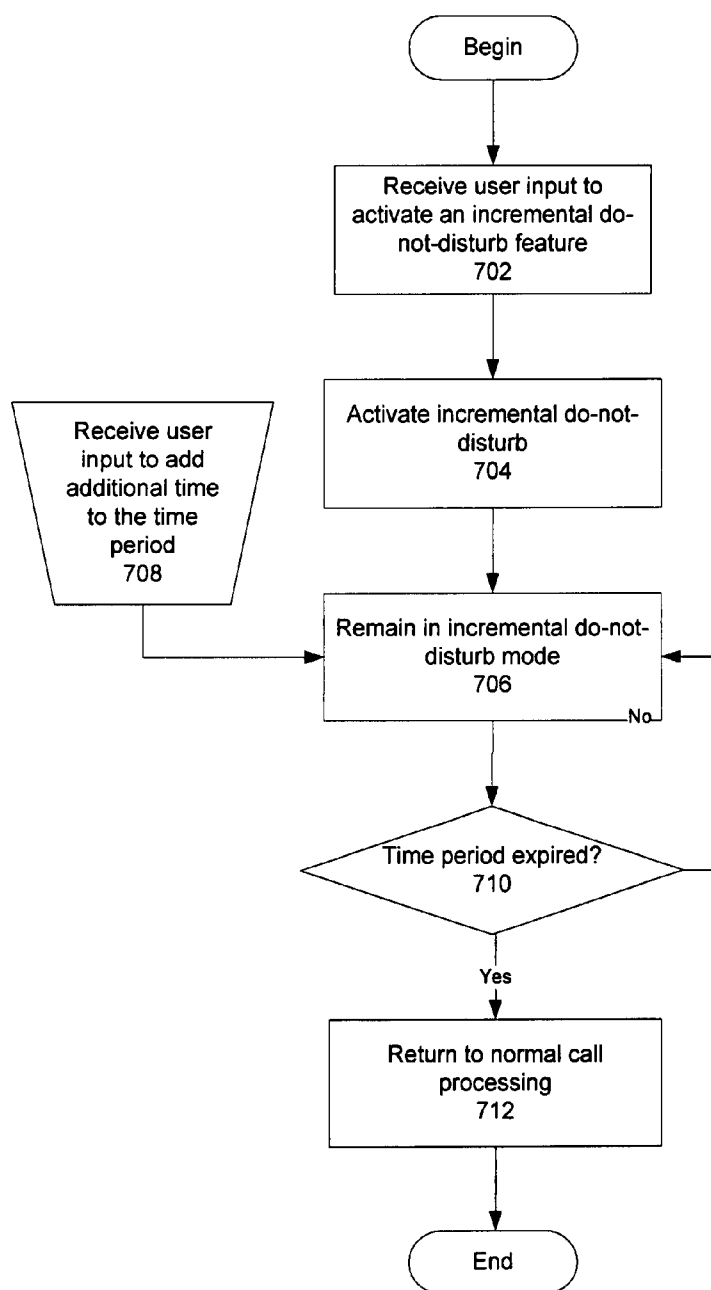 Begin
Receive user input to
activate an incremental do-
not-disturb feature
702
Activate incremental do-not-
disturb
704
Receive user
input to add
additional time
to the time
period
708
Remain in incremental do-not-
disturb mode
706
No
Time period expired?
710
Yes
Return to normal call
processing
712
End